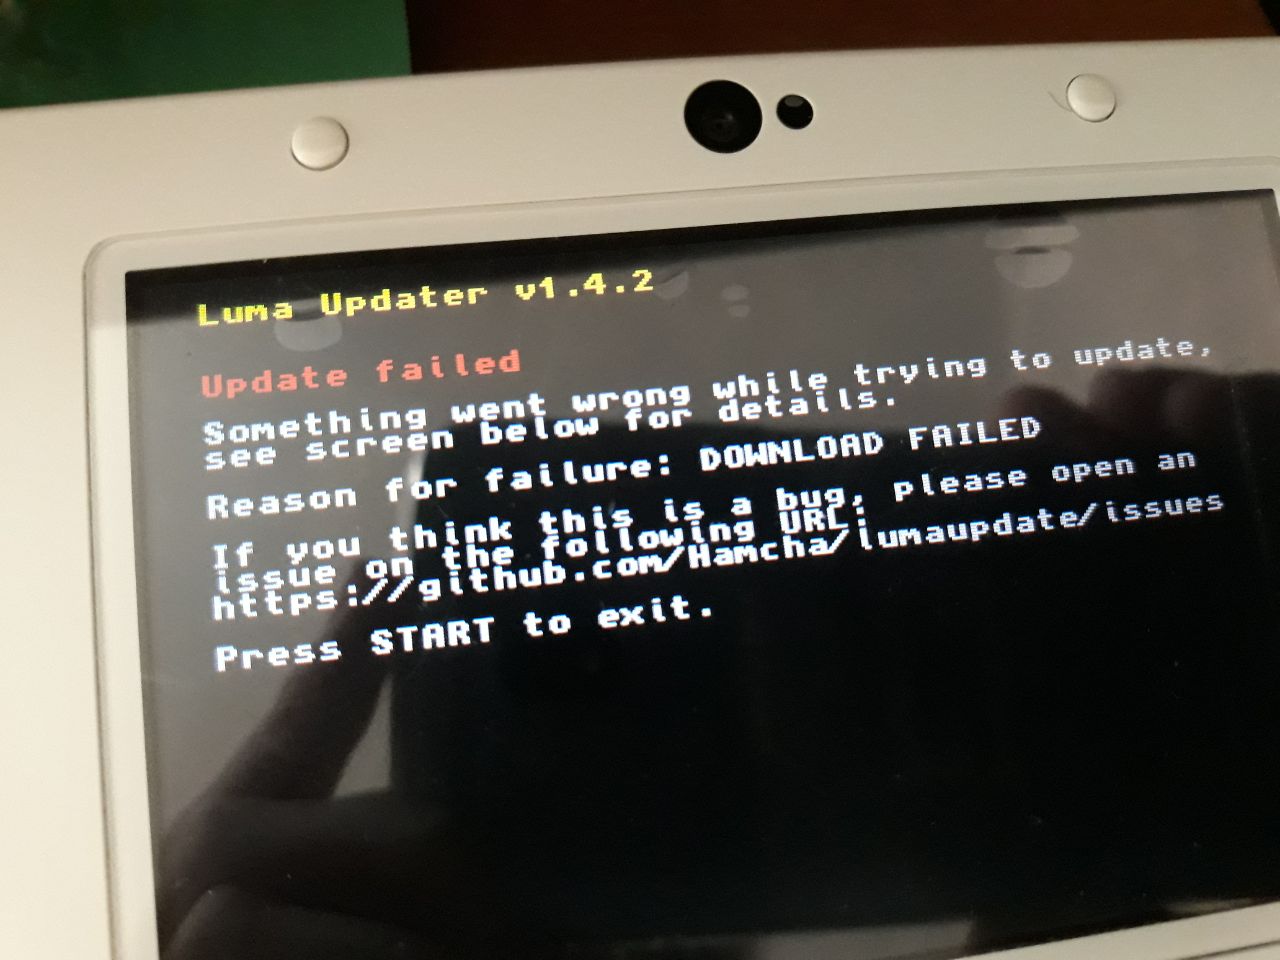 Luma Updater v1.4.2
Update failed
Something went wrong while trying to update,
see screen below for details.
Reason for failure: DOWNLOAD FAILED
If you think this is a bug, please open an
issue on the following URL:
https://github.com/Hamcha/lumaupdate/issues
Press START to exit.